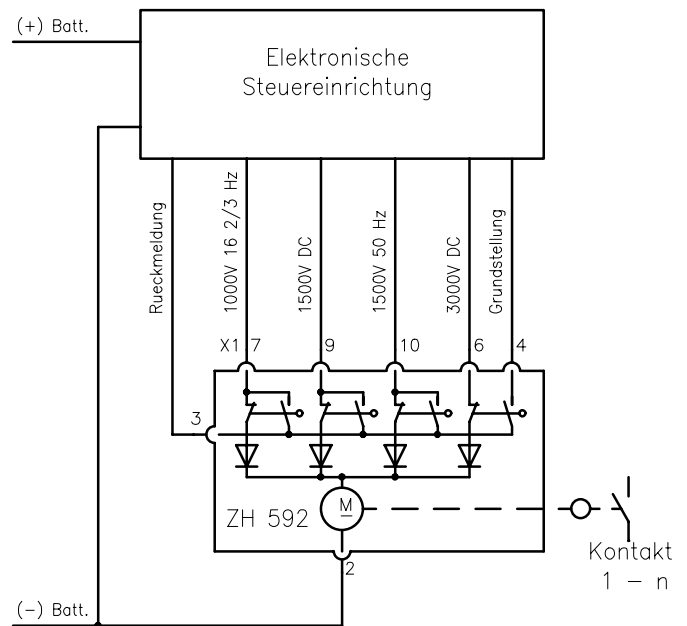 (+) Batt.
Elektronische
Steuereinrichtung
Rueckmeldung
1000V 16 2/3 Hz
1500V DC
1500V 50 Hz
3000V DC
Grundstellung
X1 7
9
10
6
4
3
ZH 592
M
2
Kontakt
1 - n
(-) Batt.